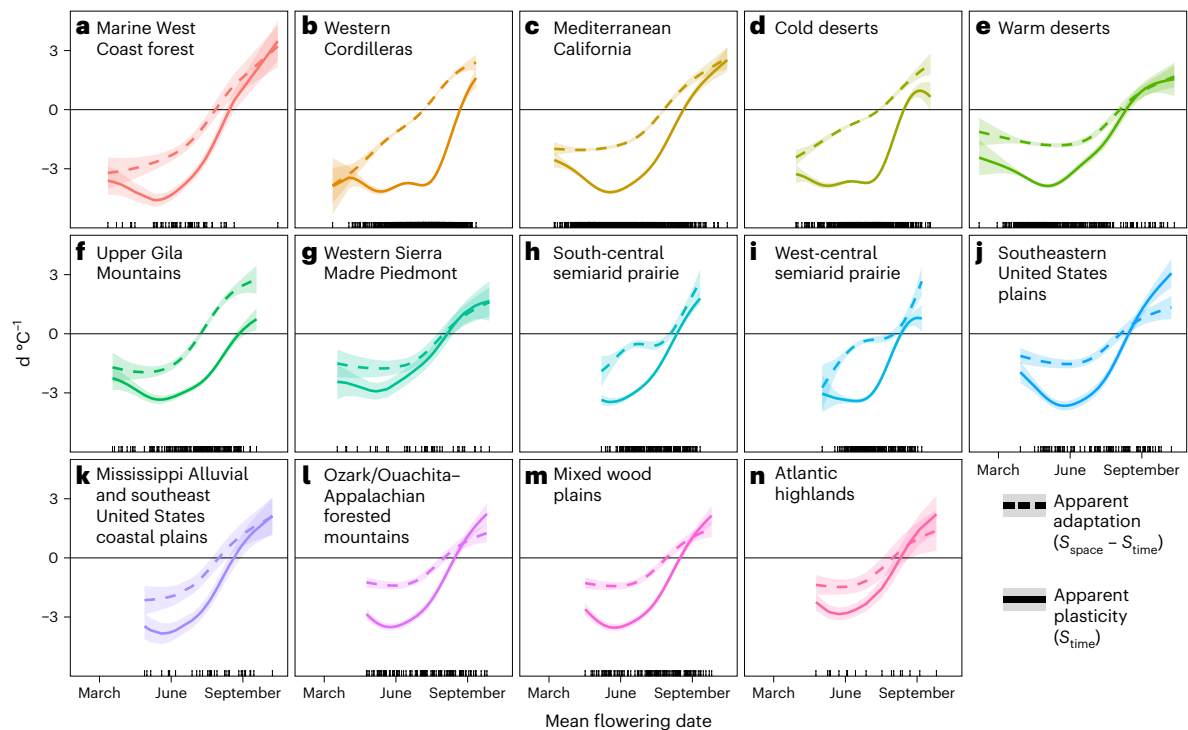 a Marine West
Coast forest
b Western
Cordilleras
c Mediterranean
California
d Cold deserts
e Warm deserts
3
0
−3
f Upper Gila
Mountains
g Western Sierra
Madre Piedmont
h South-central
semiarid prairie
i West-central
semiarid prairie
j Southeastern
United States
plains
3
0
−3
d °C−1
March June September
k Mississippi Alluvial
and southeast
United States
coastal plains
l Ozark/Ouachita–
Appalachian
forested
mountains
m Mixed wood
plains
n Atlantic
highlands
3
0
−3
March June September
March June September
March June September
March June September
Mean flowering date
Apparent
adaptation
(Sspace – Stime)
Apparent
plasticity
(Stime)